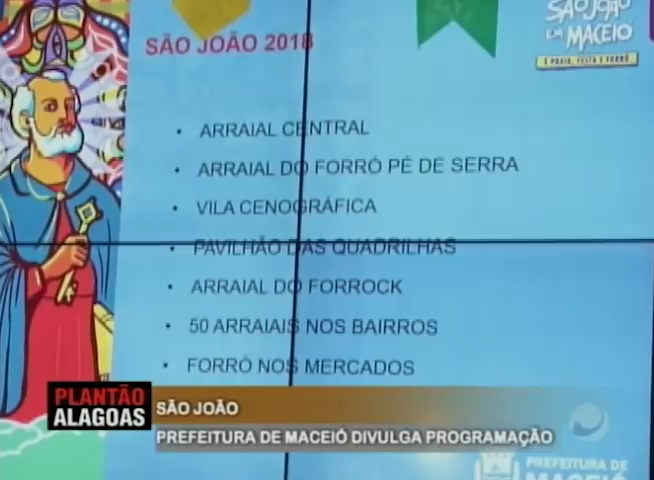 SÃO JOÃO 2018
SÃO JOÃO
EM MACEIÓ
É PRAIA, FESTA E FORRÓ
• ARRAIAL CENTRAL
• ARRAIAL DO FORRÓ PÉ DE SERRA
• VILA CENOGRÁFICA
• PAVILHÃO DAS QUADRILHAS
• ARRAIAL DO FORROCK
• 50 ARRAIAIS NOS BAIRROS
• FORRÓ NOS MERCADOS
PLANTÃO
ALAGOAS
SÃO JOÃO
PREFEITURA DE MACEIÓ DIVULGA PROGRAMAÇÃO
PREFEITURA DE
MACEIÓ